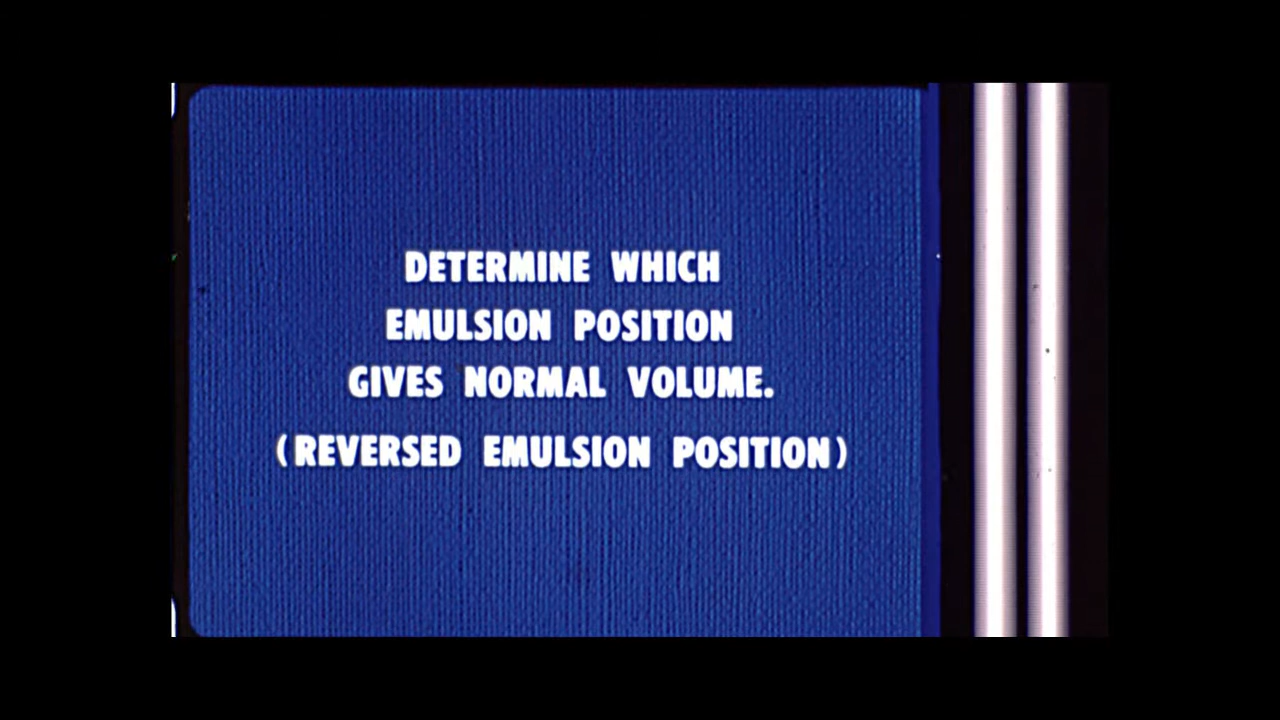 DETERMINE WHICH
EMULSION POSITION
GIVES NORMAL VOLUME.
(REVERSED EMULSION POSITION)